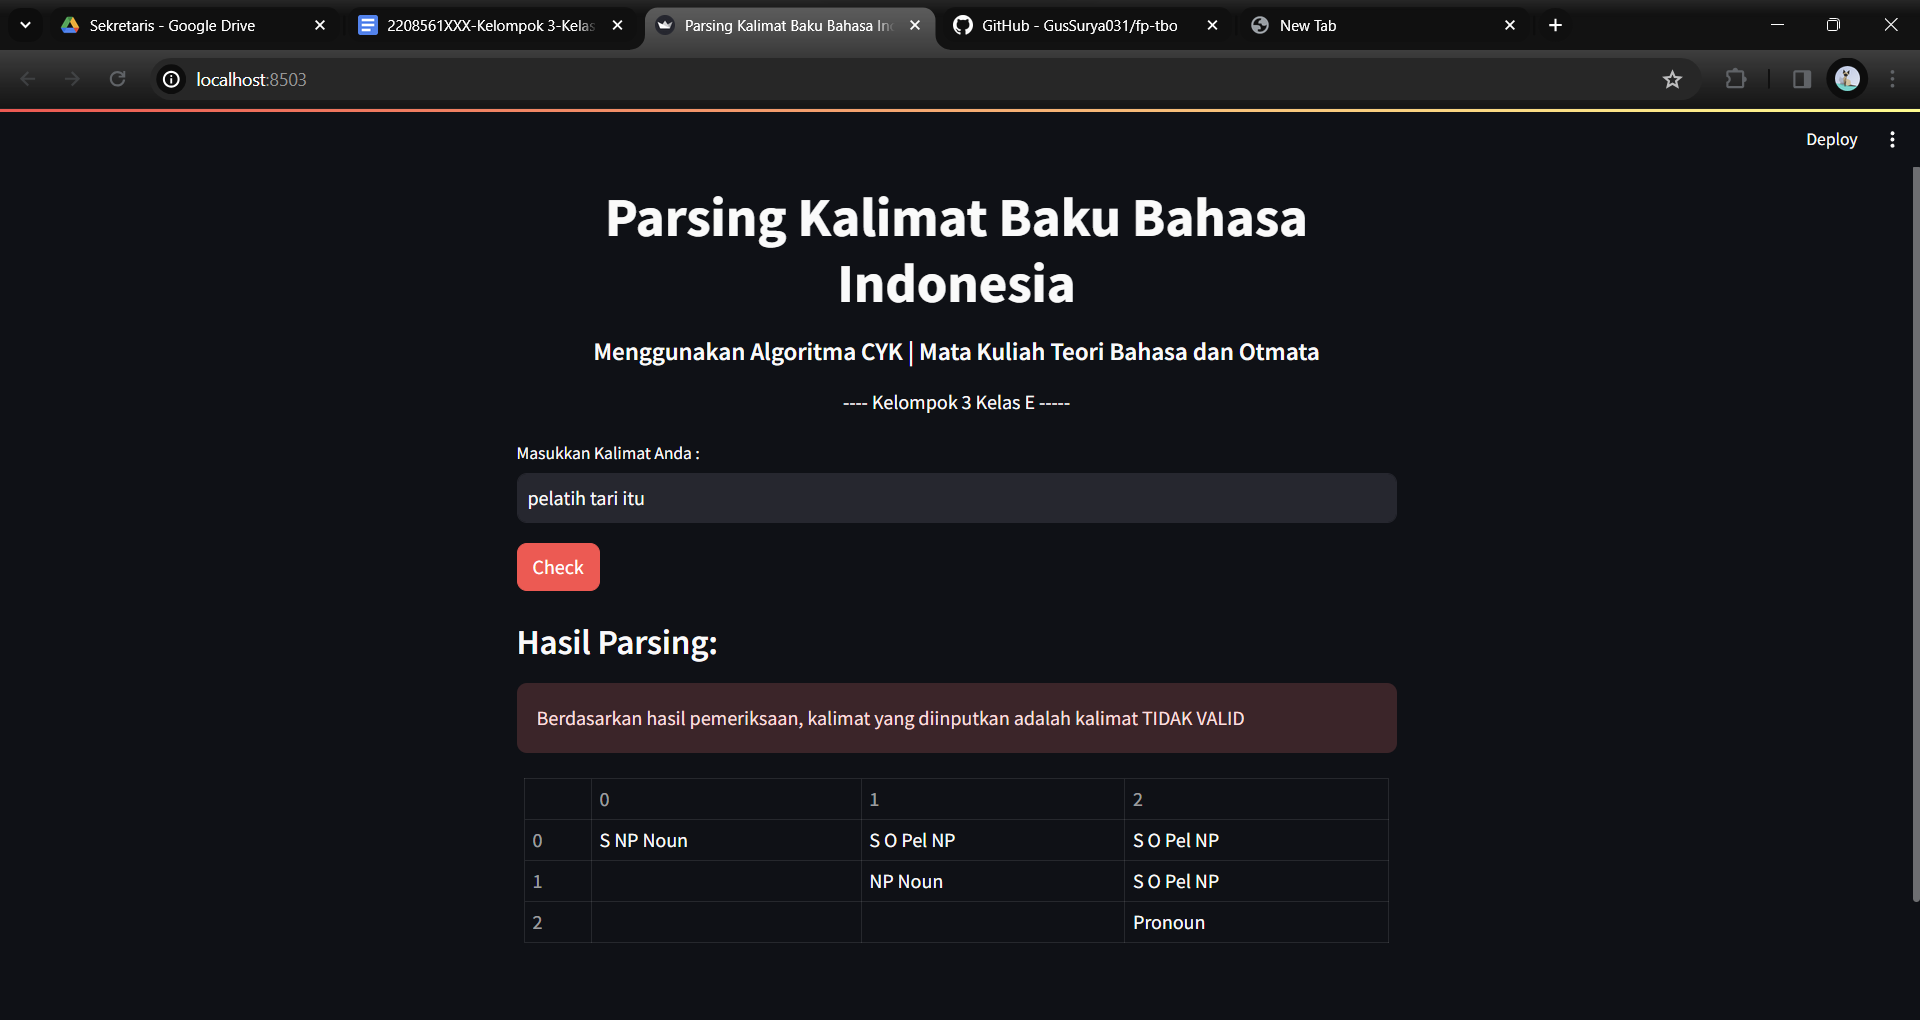 Sekretaris - Google Drive
2208561XXX-Kelompok 3-Kelas
Parsing Kalimat Baku Bahasa In
GitHub - GusSurya031/fp-tbo
New Tab
localhost:8503
Deploy
Parsing Kalimat Baku Bahasa
Indonesia
Menggunakan Algoritma CYK | Mata Kuliah Teori Bahasa dan Otmata
---- Kelompok 3 Kelas E -----
Masukkan Kalimat Anda :
pelatih tari itu
Check
Hasil Parsing:
Berdasarkan hasil pemeriksaan, kalimat yang diinputkan adalah kalimat TIDAK VALID
0 1 2
0 S NP Noun S O Pel NP S O Pel NP
1 NP Noun S O Pel NP
2 Pronoun